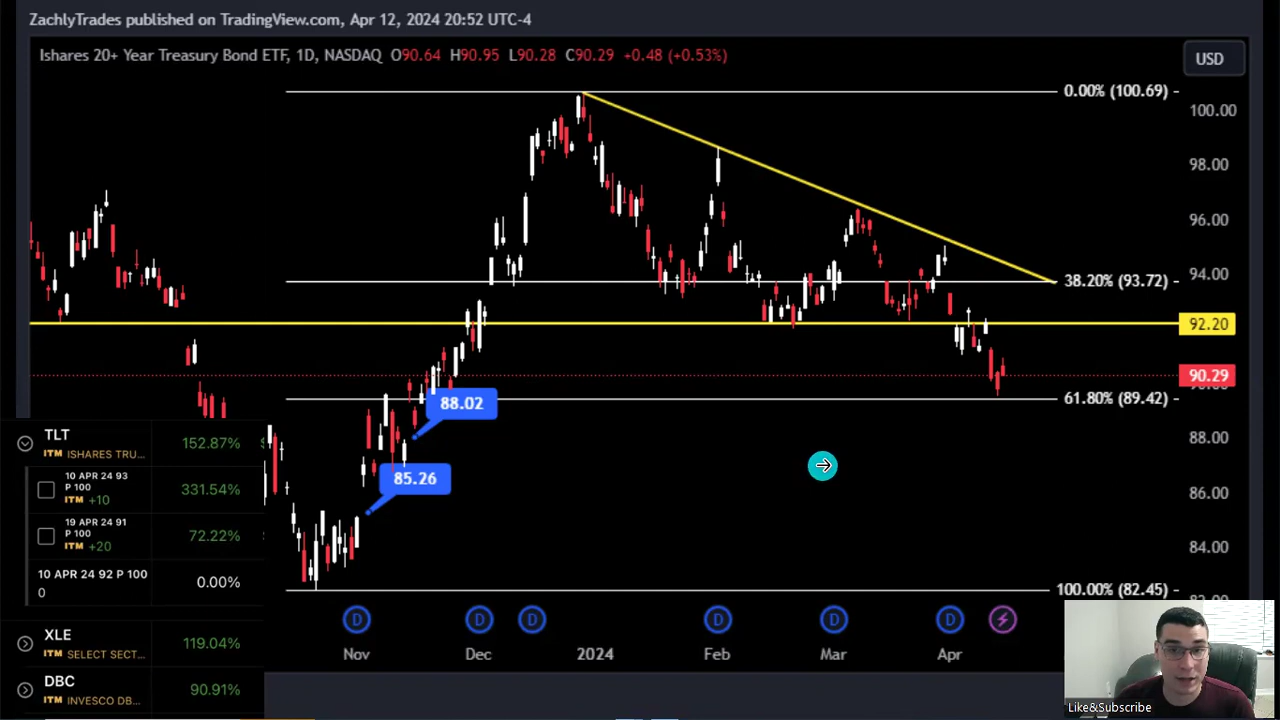 ZachlyTrades published on TradingView.com, Apr 12, 2024 20:52 UTC-4
Ishares 20+ Year Treasury Bond ETF, 1D, NASDAQ O90.64 H90.95 L90.28 C90.29 +0.48 (+0.53%)
USD
0.00% (100.69)
100.00
98.00
96.00
94.00
38.20% (93.72)
92.20
90.29
61.80% (89.42)
88.02
88.00
85.26
86.00
84.00
100.00% (82.45)
TLT
ITM ISHARES TRU...
152.87%
10 APR 24 93
P 100
ITM +10
331.54%
19 APR 24 91
P 100
ITM +20
72.22%
10 APR 24 92 P 100
0
0.00%
XLE
ITM SELECT SECT...
119.04%
DBC
ITM INVESCO DB...
90.91%
D D D D D D
Nov Dec 2024 Feb Mar Apr
Like&Subscribe